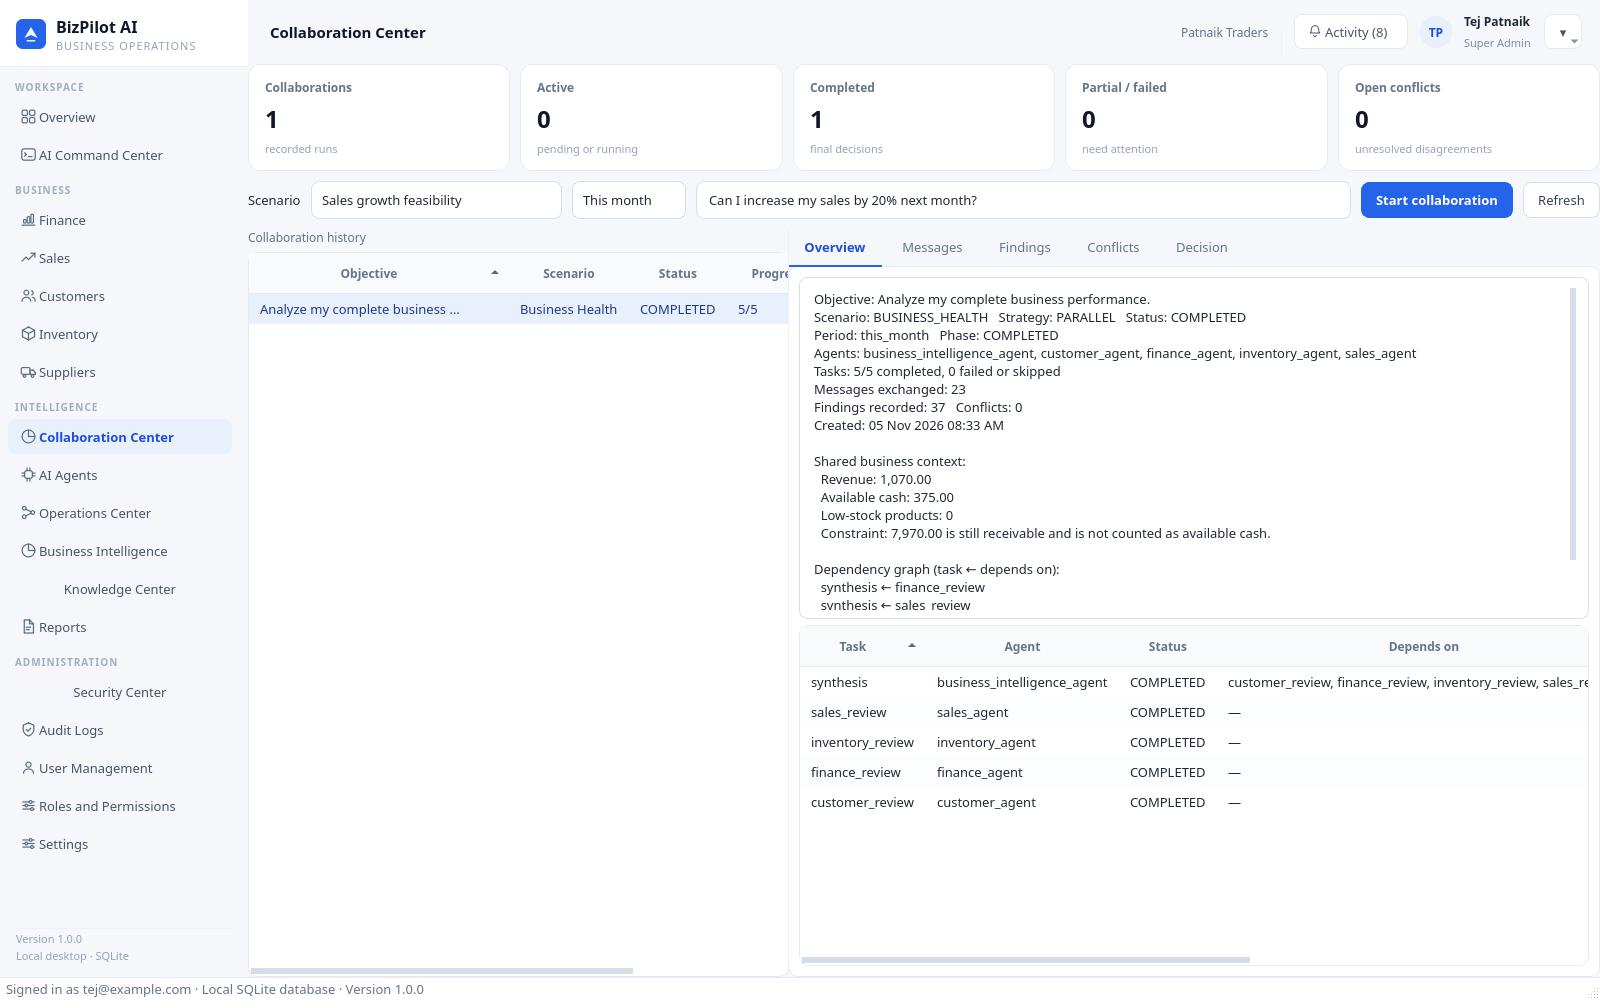 BizPilot AI
BUSINESS OPERATIONS
WORKSPACE
Overview
AI Command Center
BUSINESS
Finance
Sales
Customers
Inventory
Suppliers
INTELLIGENCE
Collaboration Center
AI Agents
Operations Center
Business Intelligence
Knowledge Center
Reports
ADMINISTRATION
Security Center
Audit Logs
User Management
Roles and Permissions
Settings
Version 1.0.0
Local desktop · SQLite
Collaboration Center
Patnaik Traders
Activity (8)
TP
Tej Patnaik
Super Admin
Collaborations
1
recorded runs
Active
0
pending or running
Completed
1
final decisions
Partial / failed
0
need attention
Open conflicts
0
unresolved disagreements
Scenario
Sales growth feasibility
This month
Can I increase my sales by 20% next month?
Start collaboration
Refresh
Collaboration history
Objective Scenario Status Progre
Analyze my complete business ... Business Health COMPLETED 5/5
Overview Messages Findings Conflicts Decision
Objective: Analyze my complete business performance.
Scenario: BUSINESS_HEALTH Strategy: PARALLEL Status: COMPLETED
Period: this_month Phase: COMPLETED
Agents: business_intelligence_agent, customer_agent, finance_agent, inventory_agent, sales_agent
Tasks: 5/5 completed, 0 failed or skipped
Messages exchanged: 23
Findings recorded: 37 Conflicts: 0
Created: 05 Nov 2026 08:33 AM
Shared business context:
Revenue: 1,070.00
Available cash: 375.00
Low-stock products: 0
Constraint: 7,970.00 is still receivable and is not counted as available cash.
Dependency graph (task ← depends on):
synthesis ← finance_review
synthesis ← sales_review
Task Agent Status Depends on
synthesis business_intelligence_agent COMPLETED customer_review, finance_review, inventory_review, sales_re
sales_review sales_agent COMPLETED —
inventory_review inventory_agent COMPLETED —
finance_review finance_agent COMPLETED —
customer_review customer_agent COMPLETED —
Signed in as tej@example.com · Local SQLite database · Version 1.0.0